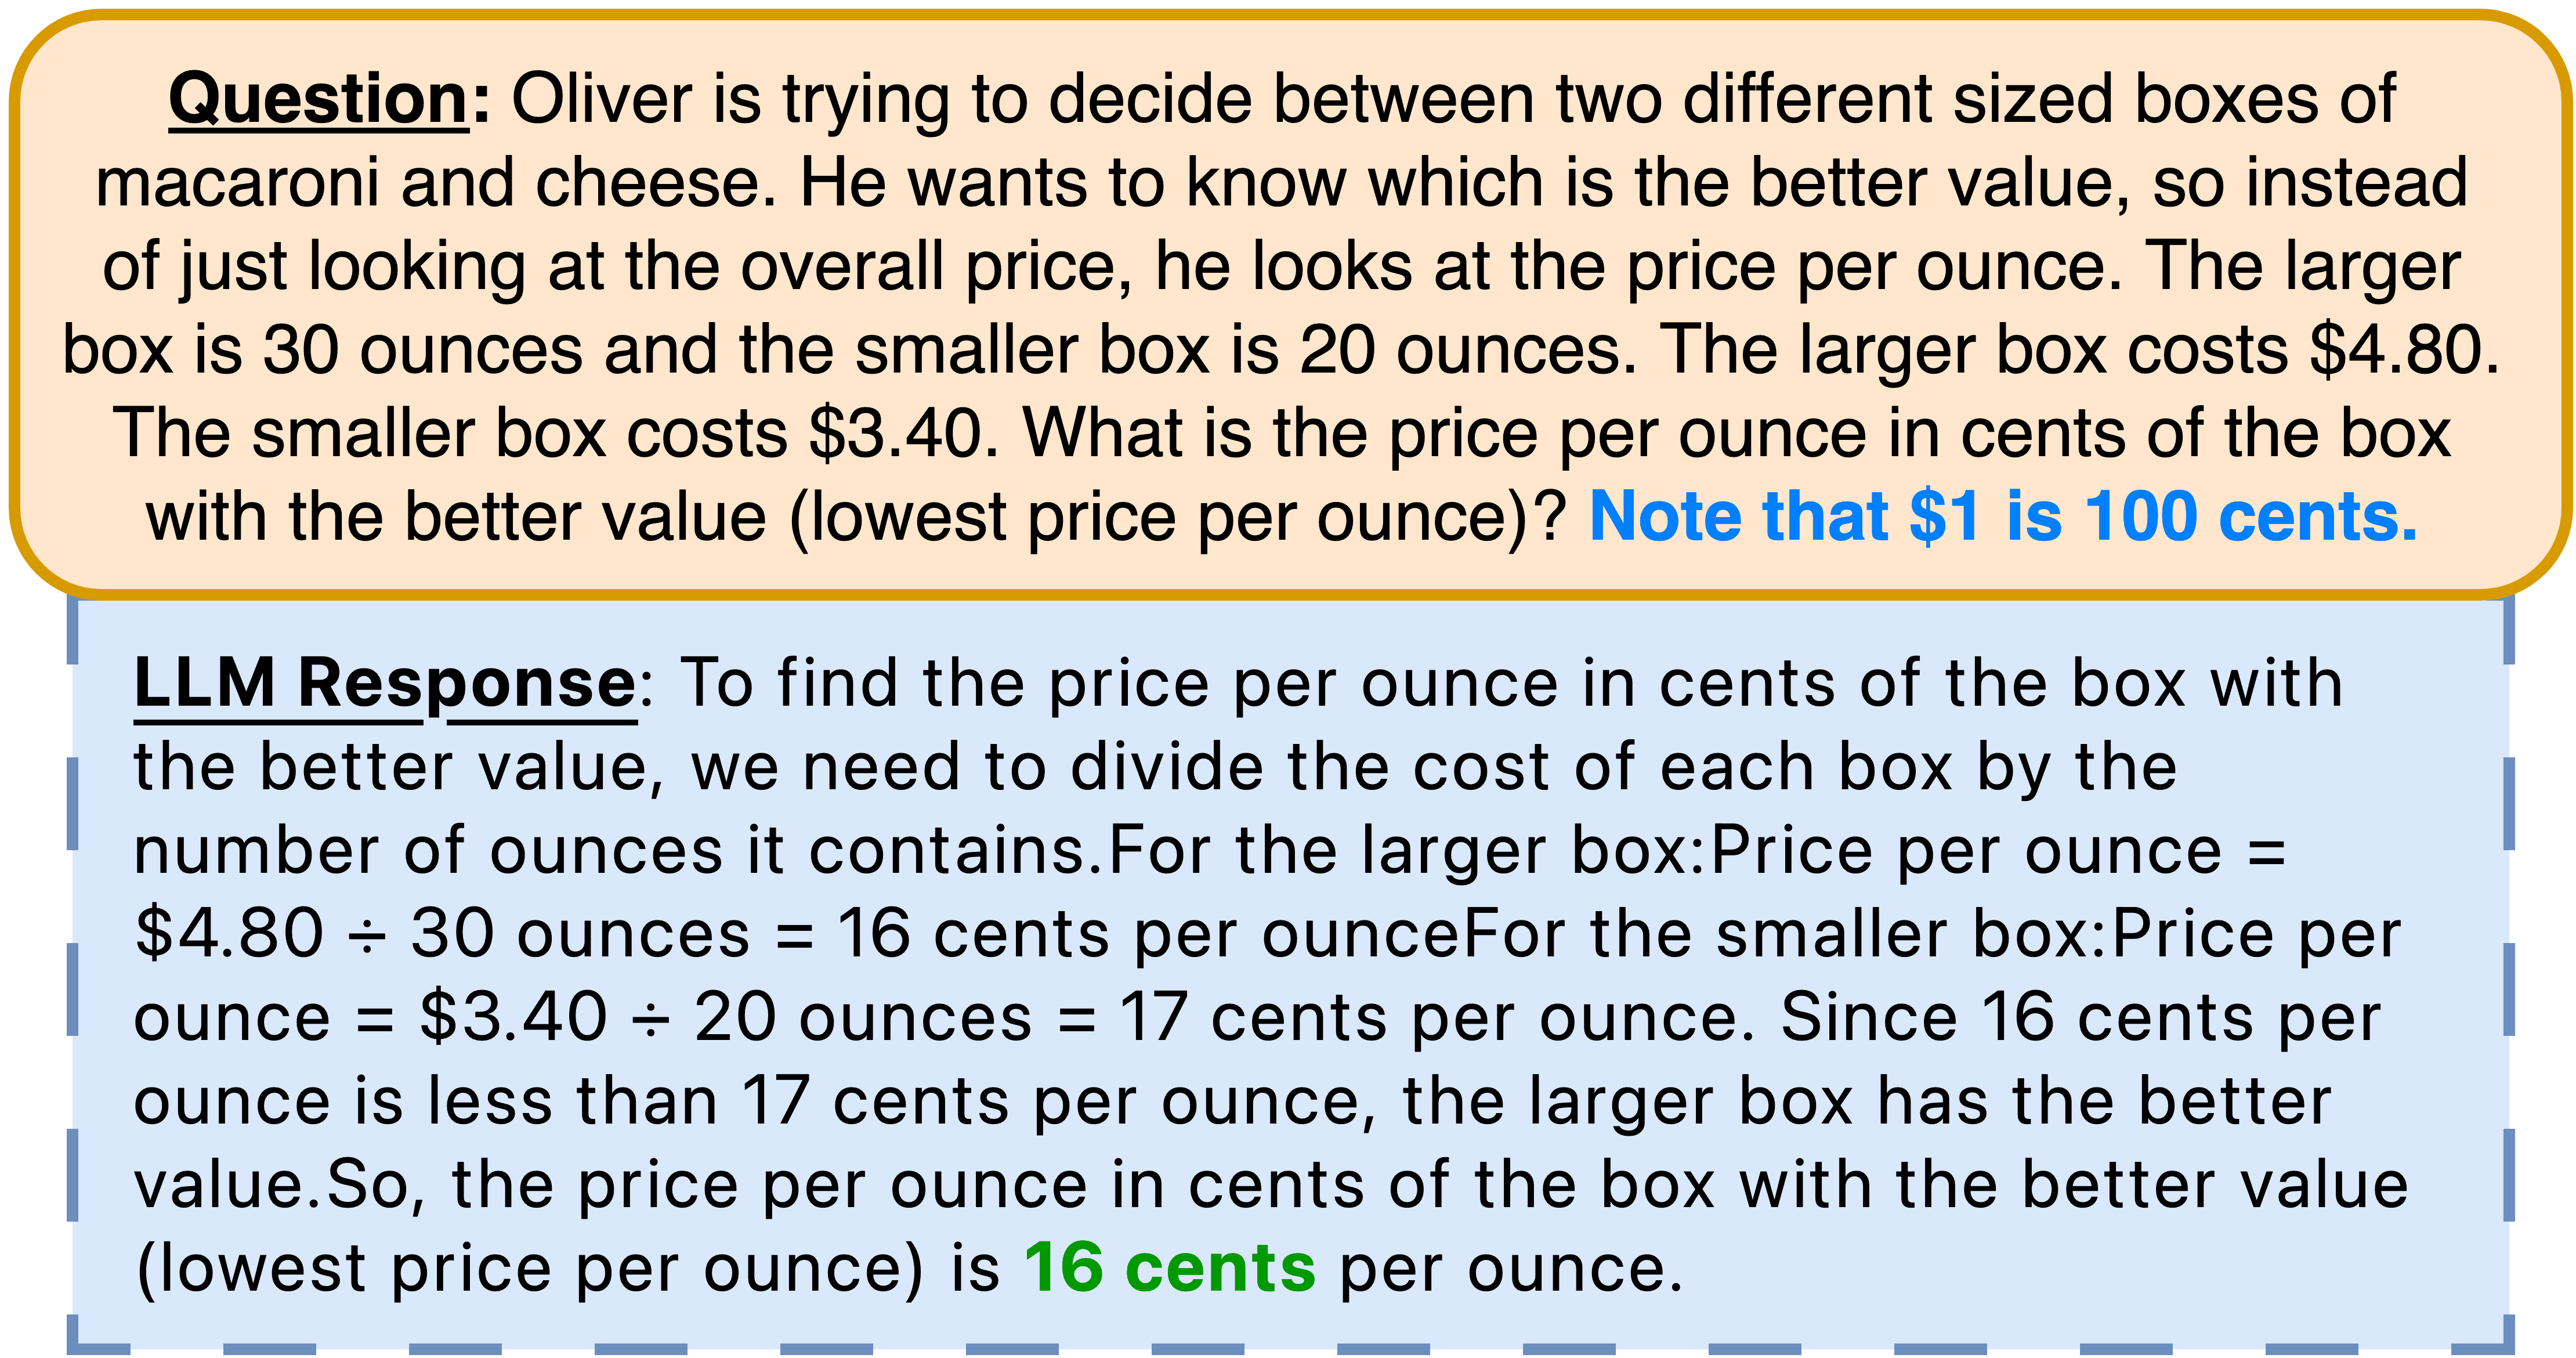 Question: Oliver is trying to decide between two different sized boxes of
macaroni and cheese. He wants to know which is the better value, so instead
of just looking at the overall price, he looks at the price per ounce. The larger
box is 30 ounces and the smaller box is 20 ounces. The larger box costs $4.80.
The smaller box costs $3.40. What is the price per ounce in cents of the box
with the better value (lowest price per ounce)? Note that $1 is 100 cents.
LLM Response: To find the price per ounce in cents of the box with
the better value, we need to divide the cost of each box by the
number of ounces it contains.For the larger box:Price per ounce =
$4.80 ÷ 30 ounces = 16 cents per ounceFor the smaller box:Price per
ounce = $3.40 ÷ 20 ounces = 17 cents per ounce. Since 16 cents per
ounce is less than 17 cents per ounce, the larger box has the better
value.So, the price per ounce in cents of the box with the better value
(lowest price per ounce) is 16 cents per ounce.